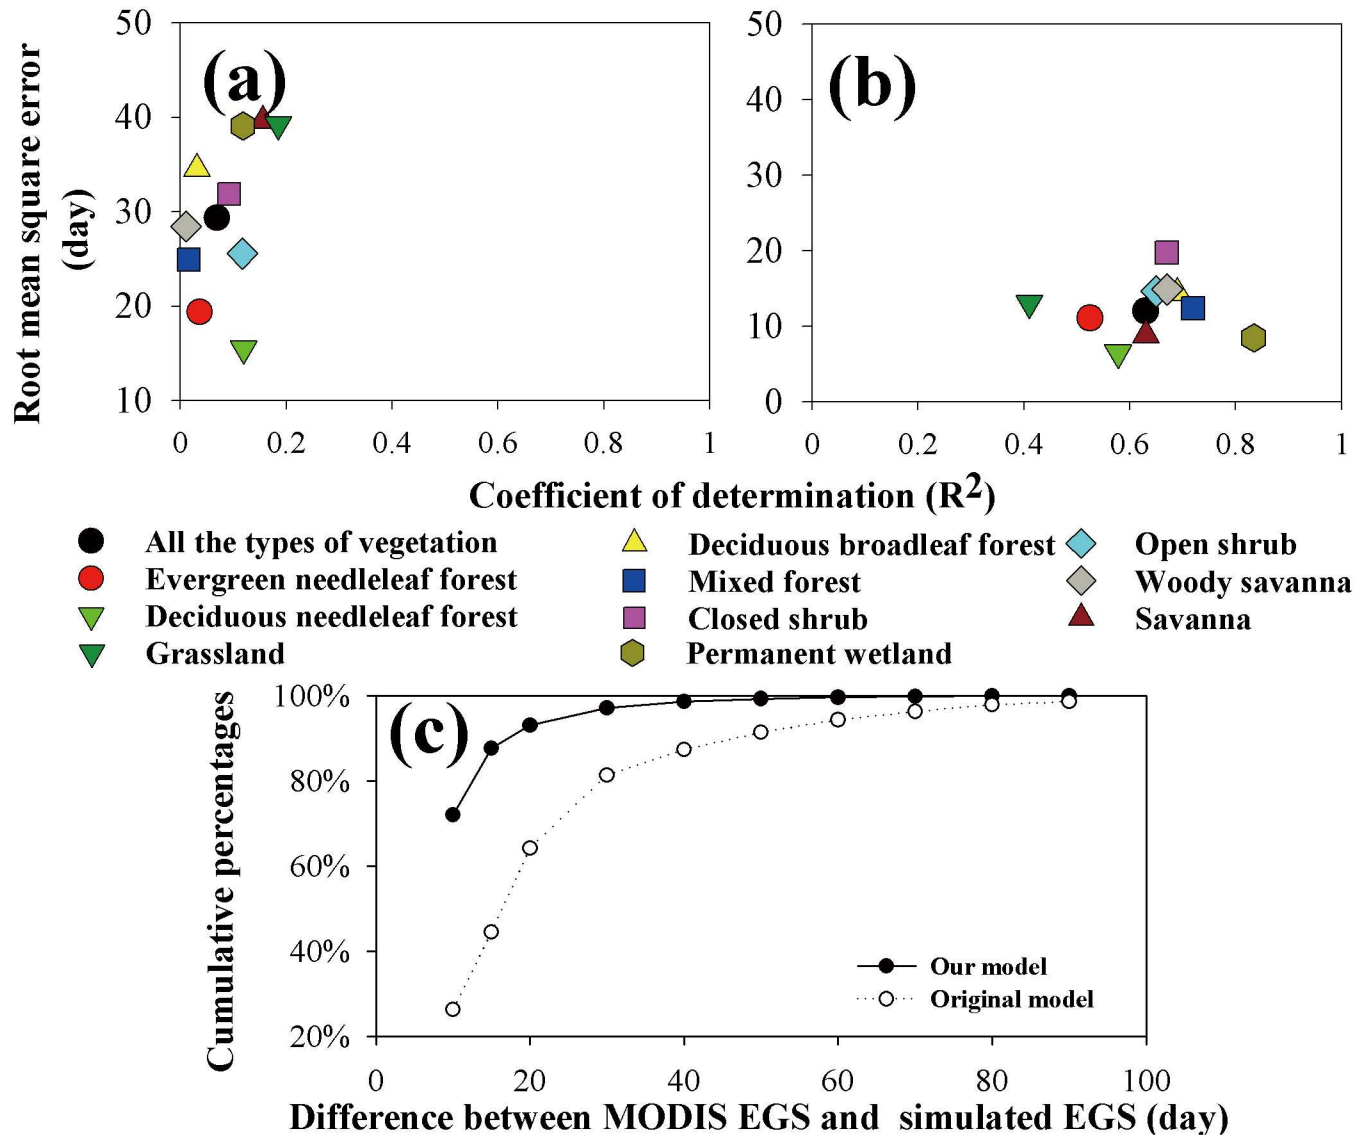 Root mean square error
(day)
50
40
30
20
10
(a)
0
0.2
0.4
0.6
0.8
1
50
40
30
20
10
0
(b)
0
0.2
0.4
0.6
0.8
1
Coefficient of determination (R²)
All the types of vegetation
Evergreen needleleaf forest
Deciduous needleleaf forest
Grassland
Deciduous broadleaf forest
Mixed forest
Closed shrub
Permanent wetland
Open shrub
Woody savanna
Savanna
Cumulative percentages
100%
80%
60%
40%
20%
(c)
Our model
Original model
0
20
40
60
80
100
Difference between MODIS EGS and simulated EGS (day)